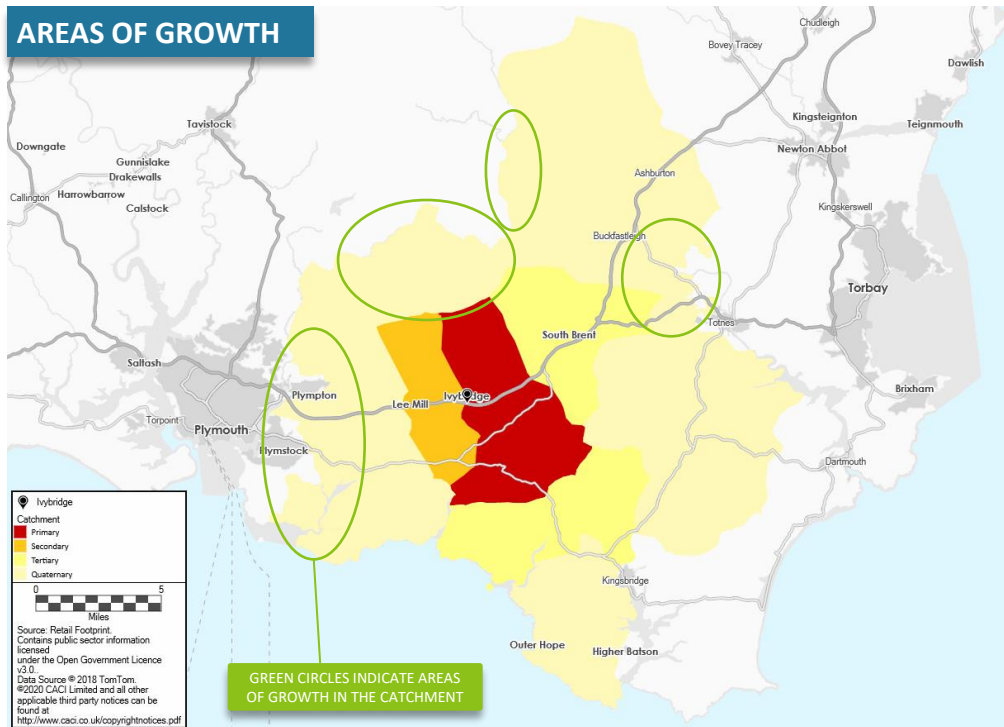 AREAS OF GROWTH
Chudleigh
Bovey Tracey
Dawlish
Tavistock
Kingsteignton
Teignmouth
Downgate
Newton Abbot
Gunnislake
Drakewalls
Ashburton
Callington
Harrowbarrow
Calstock
Kingskerswell
Buckfastleigh
Torbay
Totnes
South Brent
Saltash
Plympton
Ivybridge
Lee Mill
Brixham
Torpoint
Plymouth
Plymstock
Dartmouth
Kingsbridge
Outer Hope
Higher Batson
Ivybridge
Catchment
Primary
Secondary
Tertiary
Quaternary
0 5
Miles
Source: Retail Footprint.
Contains public sector information
licensed
under the Open Government Licence
v3.0..
Data Source © 2018 TomTom.
©2020 CACI Limited and all other
applicable third party notices can be
found at
http://www.caci.co.uk/copyrightnotices.pdf
GREEN CIRCLES INDICATE AREAS
OF GROWTH IN THE CATCHMENT